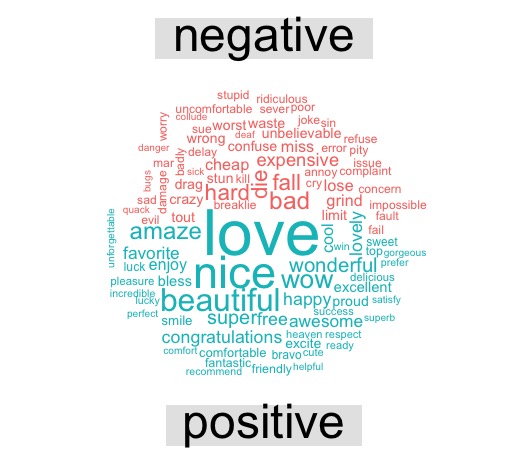 negative
stupid ridiculous
uncomfortable sever poor
collude
worry sue worst waste joke sin
deaf
wrong confuse miss unbelievable refuse
danger badly delay error pity
mar cheap expensive issue
bugs damage sick stun kill die annoy complaint
drag hard fall cry lose concern
sad crazy bad grind
quack breaklie impossible
evil tout limit fault
fail
unforgettable amaze love cool lovely sweet
win
favorite top gorgeous
luck enjoy nice wonderful prefer
pleasure bless wow delicious
incredible excellent
lucky beautiful happy proud satisfy
perfect success
smile super free awesome superb
congratulations heaven respect
excite ready
comfort comfortable bravo cute
fantastic
recommend friendly helpful
positive